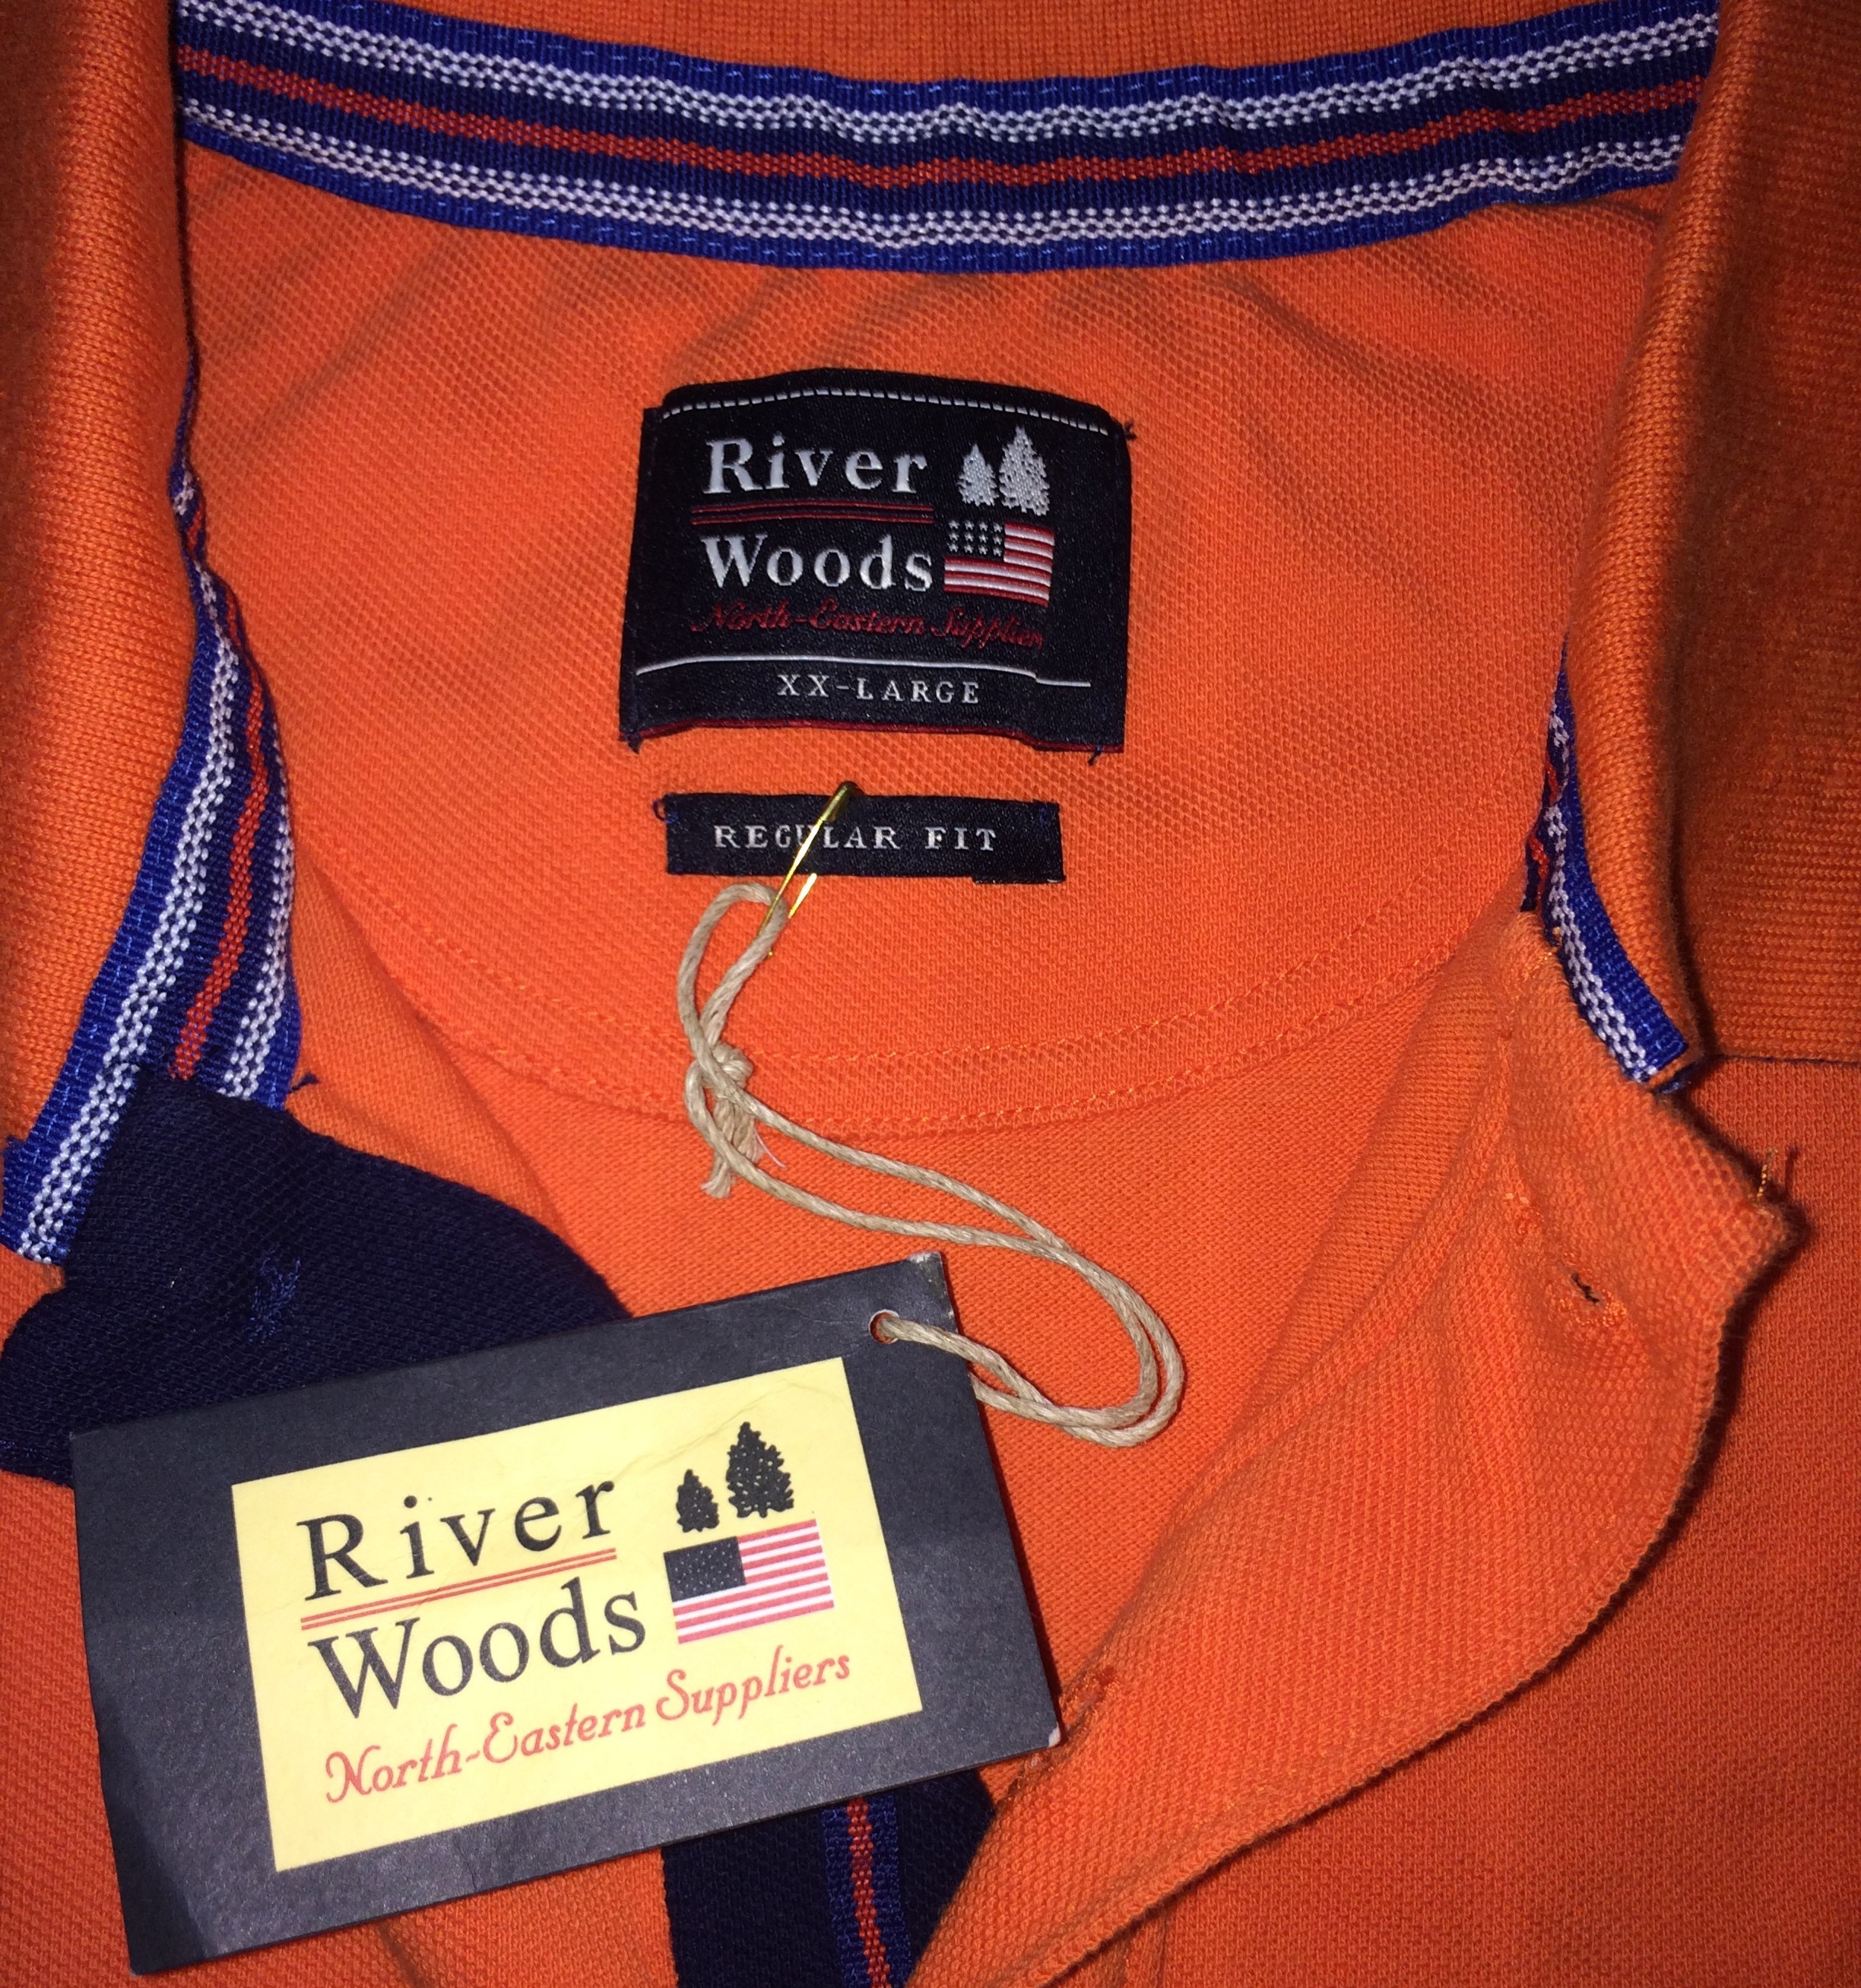 River
Woods
North-Eastern Suppliers
XX-LARGE
REGULAR FIT
River
Woods
North-Eastern Suppliers